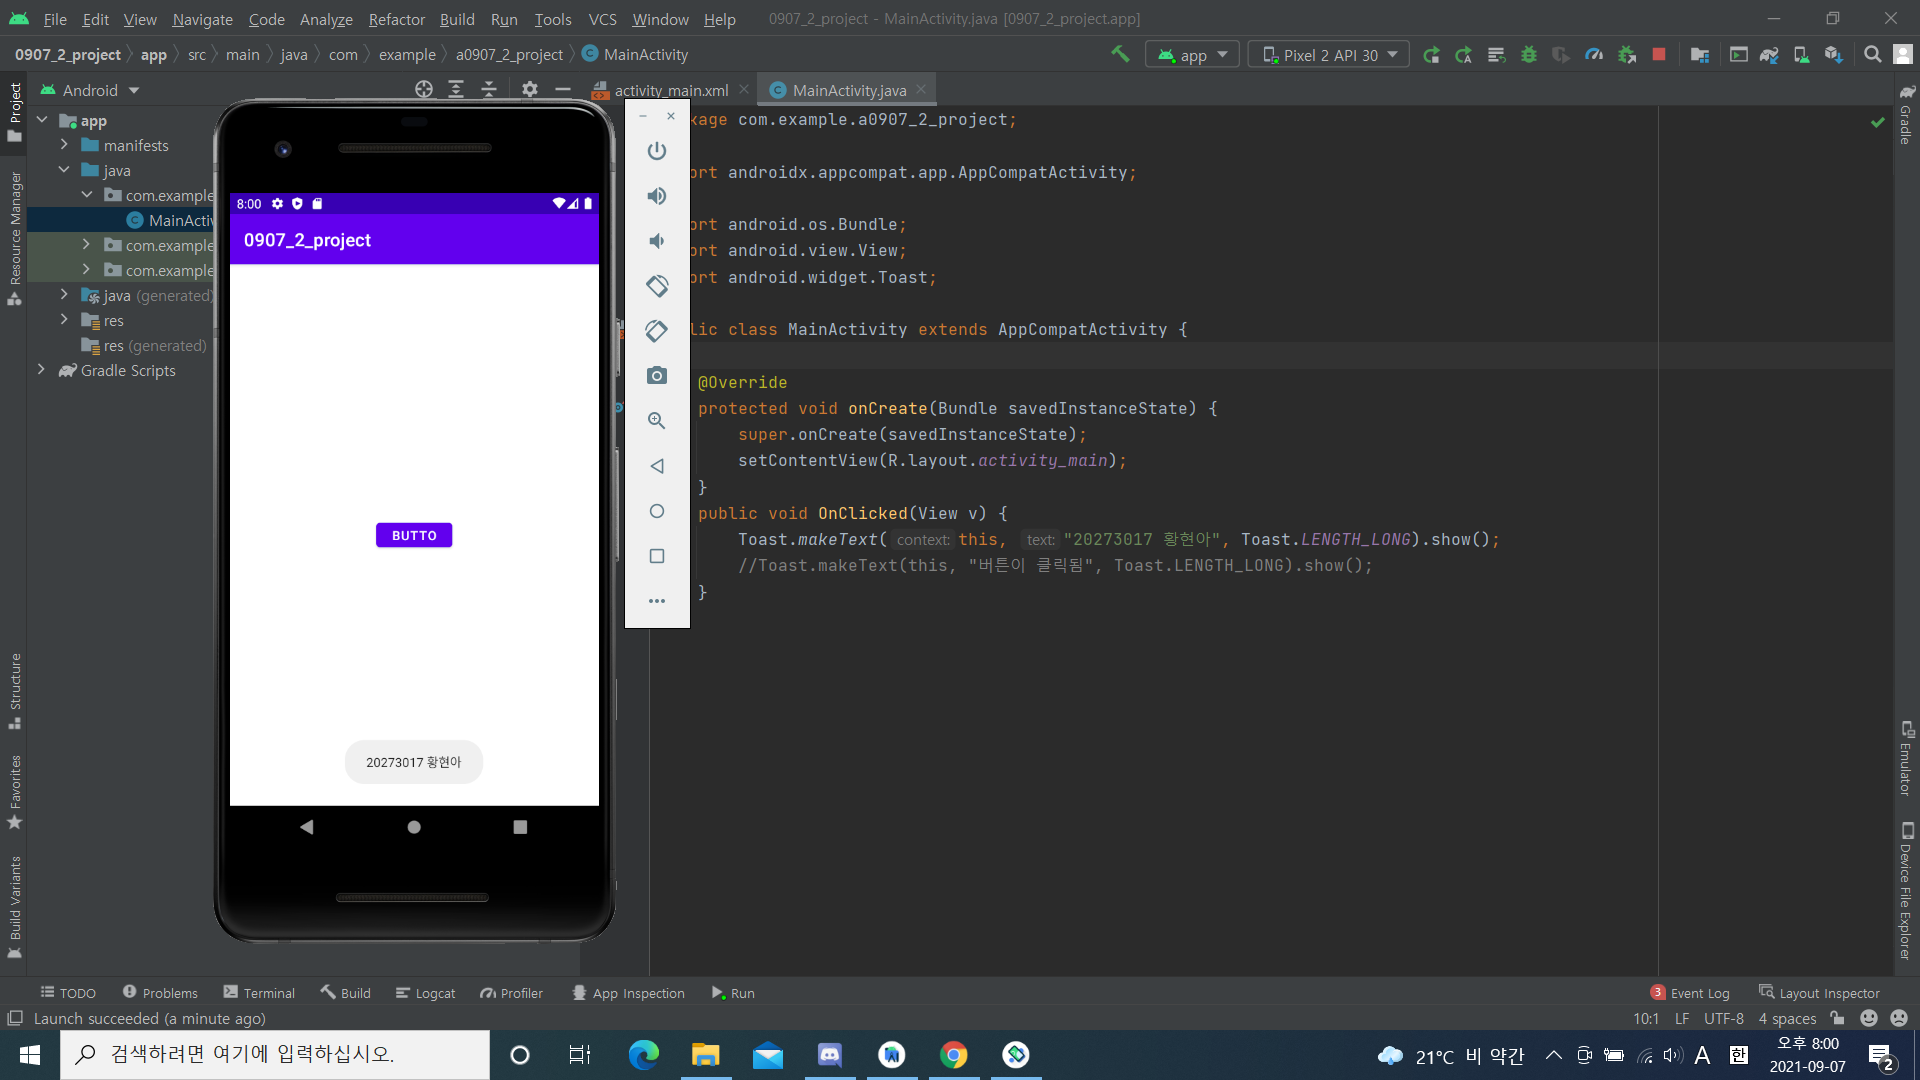 File Edit View Navigate Code Analyze Refactor Build Run Tools VCS Window Help 0907_2_project - MainActivity.java [0907_2_project.app]
0907_2_project app src main java com example a0907_2_project MainActivity app Pixel 2 API 30
Android activity_main.xml MainActivity.java
Project
Resource Manager
Structure
Favorites
Build Variants
app
manifests
java
com.example
MainActiv
com.example
com.example
java (generated)
res
res (generated)
Gradle Scripts
8:00
0907_2_project
BUTTO
20273017 황현아
kage com.example.a0907_2_project;
ort androidx.appcompat.app.AppCompatActivity;
ort android.os.Bundle;
ort android.view.View;
ort android.widget.Toast;
lic class MainActivity extends AppCompatActivity {
@Override
protected void onCreate(Bundle savedInstanceState) {
super.onCreate(savedInstanceState);
setContentView(R.layout.activity_main);
}
public void OnClicked(View v) {
Toast.makeText( context: this, text: "20273017 황현아", Toast.LENGTH_LONG).show();
//Toast.makeText(this, "버튼이 클릭됨", Toast.LENGTH_LONG).show();
}
Gradle
Emulator
Device File Explorer
TODO Problems Terminal Build Logcat Profiler App Inspection Run 3 Event Log Layout Inspector
Launch succeeded (a minute ago) 10:1 LF UTF-8 4 spaces
검색하려면 여기에 입력하십시오. 21°C 비 약간 A 한 오후 8:00
2021-09-07 2